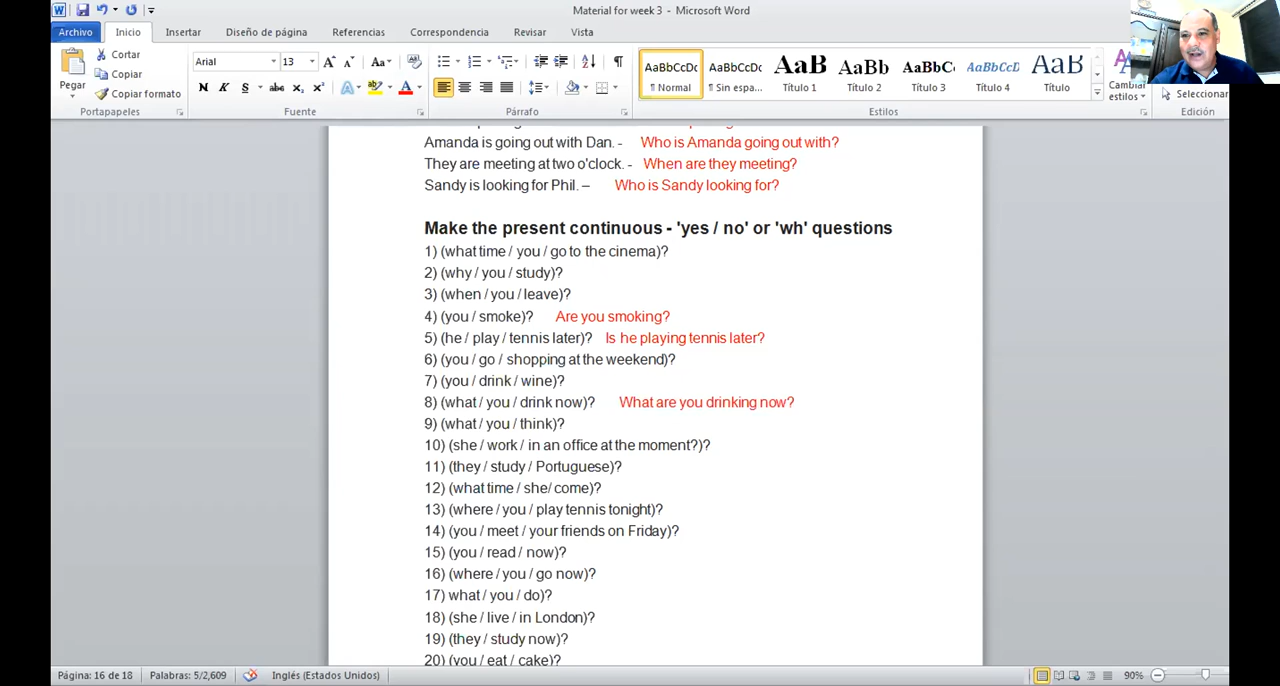 Material for week 3 - Microsoft Word
Archivo Inicio Insertar Diseño de página Referencias Correspondencia Revisar Vista
Pegar
Cortar
Copiar
Copiar formato
Portapapeles
Arial 13
Fuente
Párrafo
AaBbCcDc AaBbCcDc AaB AaBb AaBbC AaBbCcD AaB
¶ Normal ¶ Sin espa... Título 1 Título 2 Título 3 Título 4 Título
Estilos
Cambiar estilos
Seleccionar
Edición
Amanda is going out with Dan. - Who is Amanda going out with?
They are meeting at two o'clock. - When are they meeting?
Sandy is looking for Phil. – Who is Sandy looking for?
Make the present continuous - 'yes / no' or 'wh' questions
1) (what time / you / go to the cinema)?
2) (why / you / study)?
3) (when / you / leave)?
4) (you / smoke)? Are you smoking?
5) (he / play / tennis later)? Is he playing tennis later?
6) (you / go / shopping at the weekend)?
7) (you / drink / wine)?
8) (what / you / drink now)? What are you drinking now?
9) (what / you / think)?
10) (she / work / in an office at the moment?)?
11) (they / study / Portuguese)?
12) (what time / she/ come)?
13) (where / you / play tennis tonight)?
14) (you / meet / your friends on Friday)?
15) (you / read / now)?
16) (where / you / go now)?
17) what / you / do)?
18) (she / live / in London)?
19) (they / study now)?
20) (you / eat / cake)?
Página: 16 de 18 Palabras: 5/2,609 Inglés (Estados Unidos) 90%